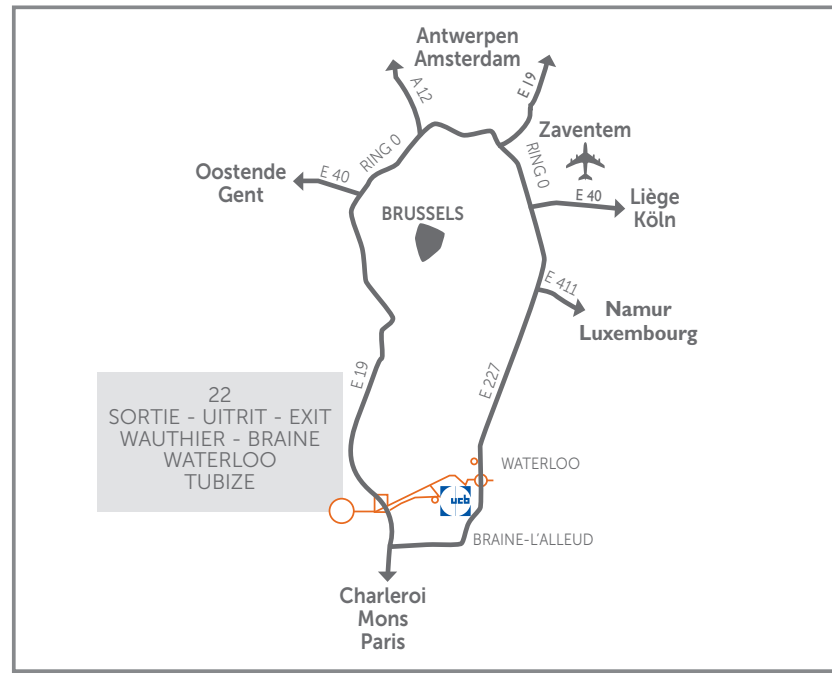 Antwerpen
Amsterdam
A 12
E 19
Zaventem
RING 0
RING 0
Oostende
Gent
E 40
E 40
Liège
Köln
BRUSSELS
E 411
Namur
Luxembourg
E 19
E 227
22
SORTIE - UITRIT - EXIT
WAUTHIER - BRAINE
WATERLOO
TUBIZE
WATERLOO
ucb
BRAINE-L'ALLEUD
Charleroi
Mons
Paris